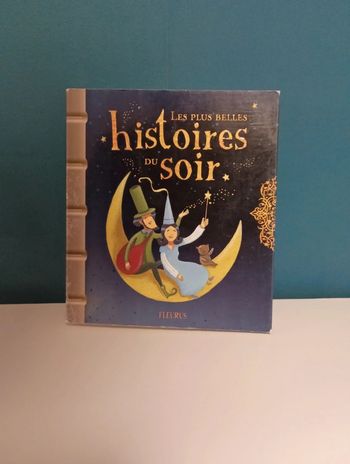 LES PLUS BELLES
histoires
DU soir
FLEURUS